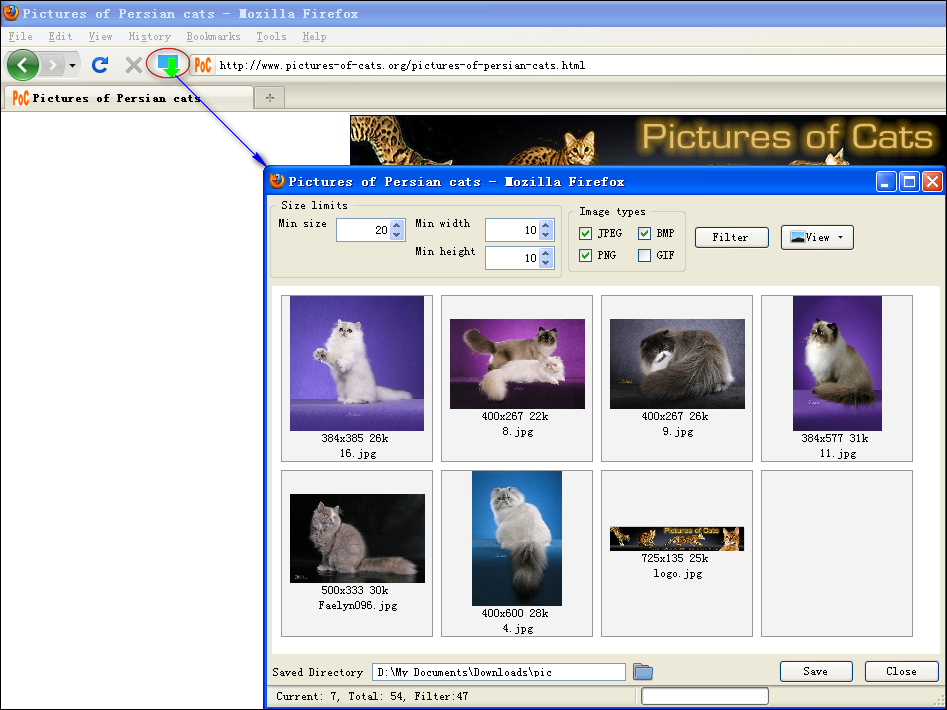 Pictures of Persian cats - Mozilla Firefox
File Edit View History Bookmarks Tools Help
PoC http://www.pictures-of-cats.org/pictures-of-persian-cats.html
PoC Pictures of Persian cats
Pictures of Cats
Pictures of Persian cats - Mozilla Firefox
Size limits
Min size 20 Min width 10
Min height 10
Image types
JPEG BMP
PNG GIF
Filter
View
384x385 26k
16.jpg
400x267 22k
8.jpg
400x267 26k
9.jpg
384x577 31k
11.jpg
500x333 30k
Faelyn096.jpg
400x600 28k
4.jpg
Pictures of Cats
725x135 25k
logo.jpg
Saved Directory D:\My Documents\Downloads\pic
Save Close
Current: 7, Total: 54, Filter:47